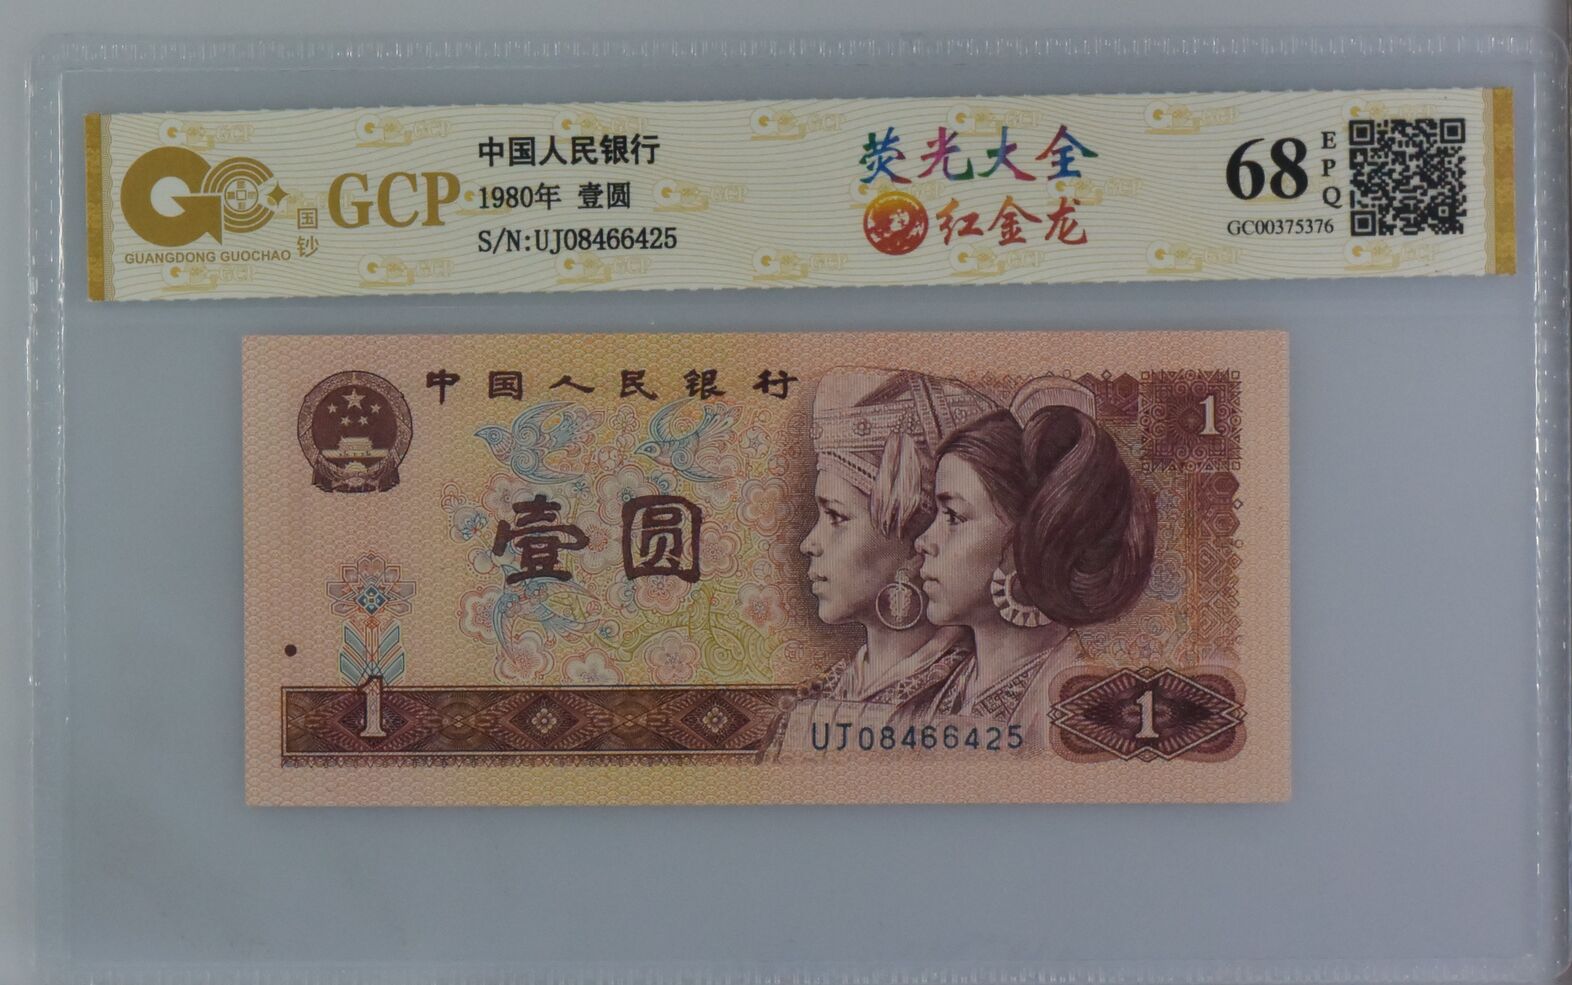 GUANGDONG GUOCHAO
国钞
GCP
中国人民银行
1980年 壹圆
S/N:UJ08466425
荧光大全
红金龙
68
EPQ
GC00375376
中国人民银行
1
壹圆
1
UJ08466425
1